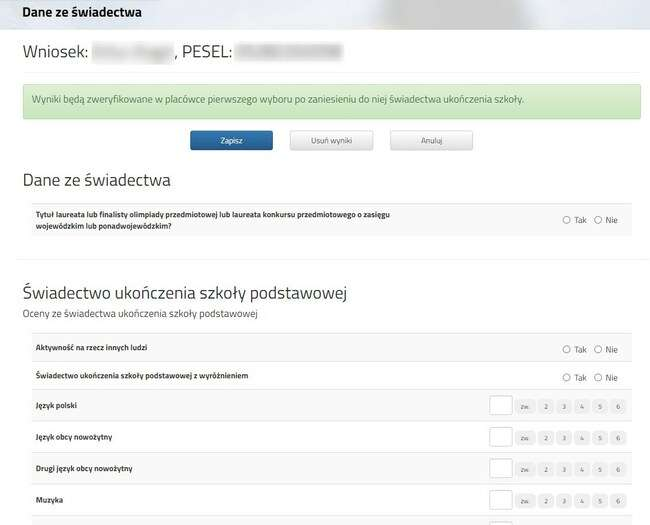 Dane ze świadectwa
Wniosek: , PESEL:
Wyniki będą zweryfikowane w placówce pierwszego wyboru po zaniesieniu do niej świadectwa ukończenia szkoły.
Zapisz Usuń wyniki Anuluj
Dane ze świadectwa
Tytuł laureata lub finalisty olimpiady przedmiotowej lub laureata konkursu przedmiotowego o zasięgu
wojewódzkim lub ponadwojewódzkim? Tak Nie
Świadectwo ukończenia szkoły podstawowej
Oceny ze świadectwa ukończenia szkoły podstawowej
Aktywność na rzecz innych ludzi Tak Nie
Świadectwo ukończenia szkoły podstawowej z wyróżnieniem Tak Nie
Język polski zw. 2 3 4 5 6
Język obcy nowożytny zw. 2 3 4 5 6
Drugi język obcy nowożytny zw. 2 3 4 5 6
Muzyka zw. 2 3 4 5 6